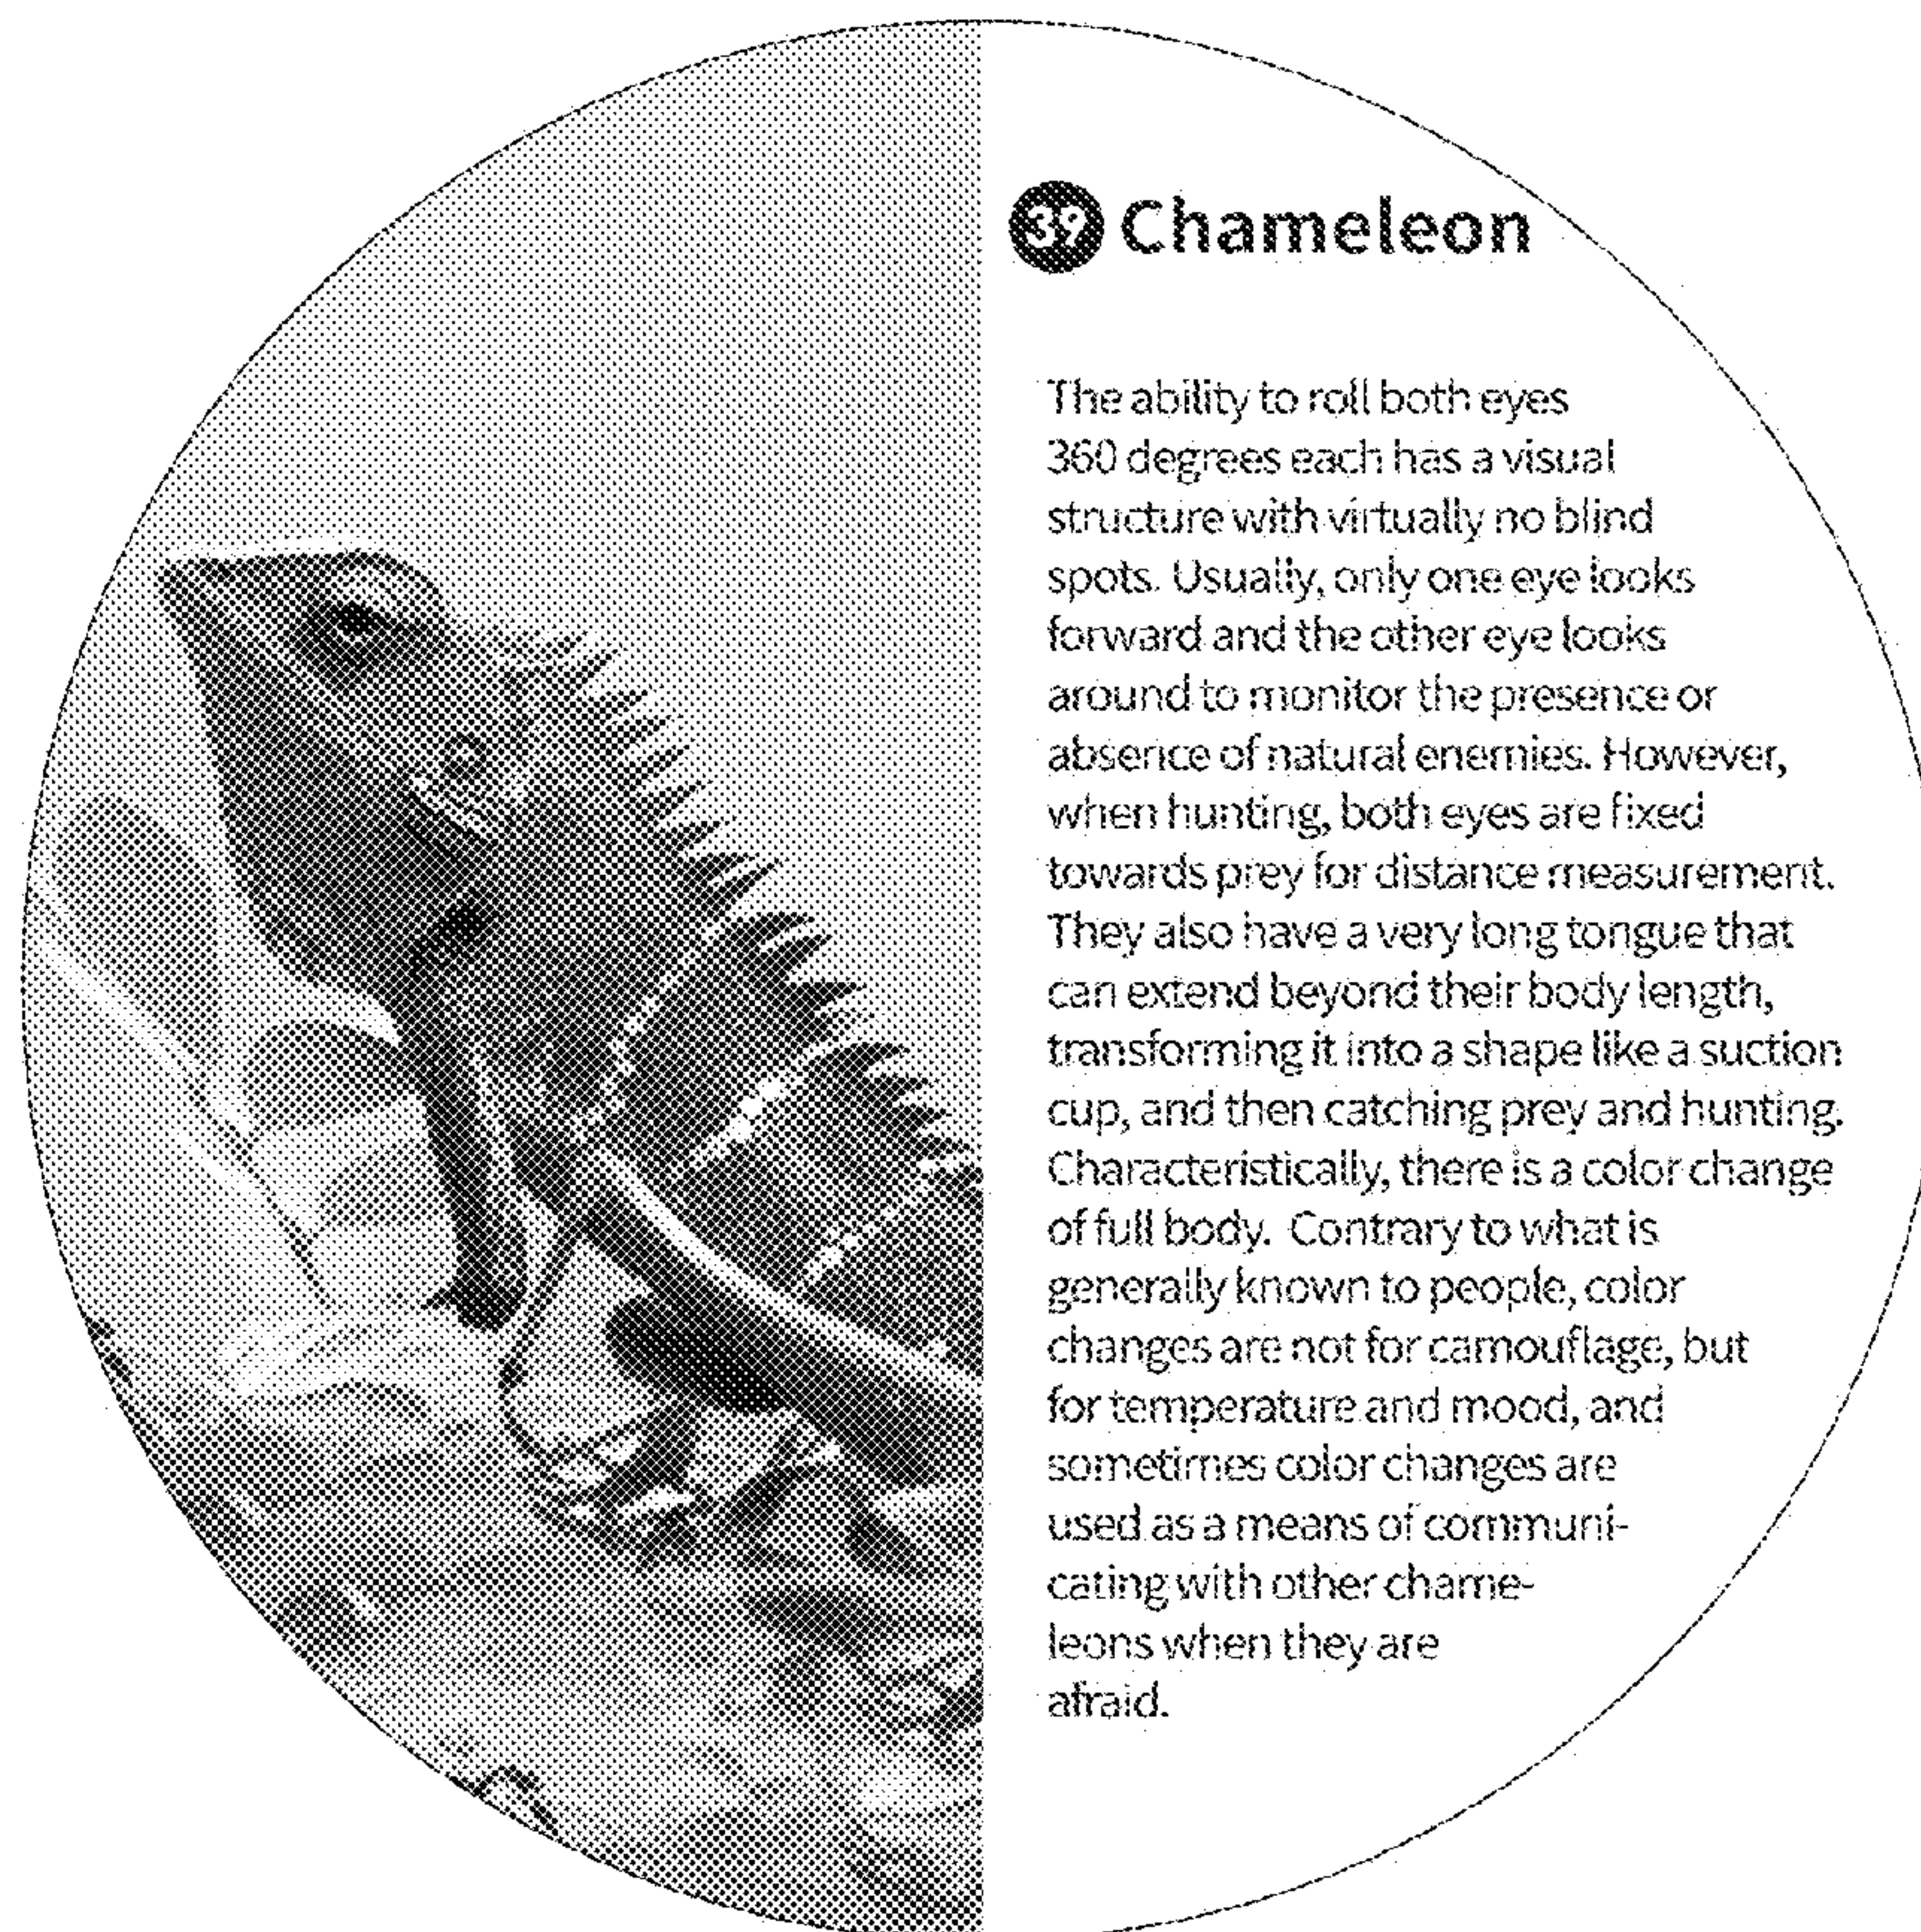 39 Chameleon
The ability to roll both eyes
360 degrees each has a visual
structure with virtually no blind
spots. Usually, only one eye looks
forward and the other eye looks
around to monitor the presence or
absence of natural enemies. However,
when hunting, both eyes are fixed
towards prey for distance measurement.
They also have a very long tongue that
can extend beyond their body length,
transforming it into a shape like a suction
cup, and then catching prey and hunting.
Characteristically, there is a color change
of full body. Contrary to what is
generally known to people, color
changes are not for camouflage, but
for temperature and mood, and
sometimes color changes are
used as a means of communi-
cating with other chame-
leons when they are
afraid.